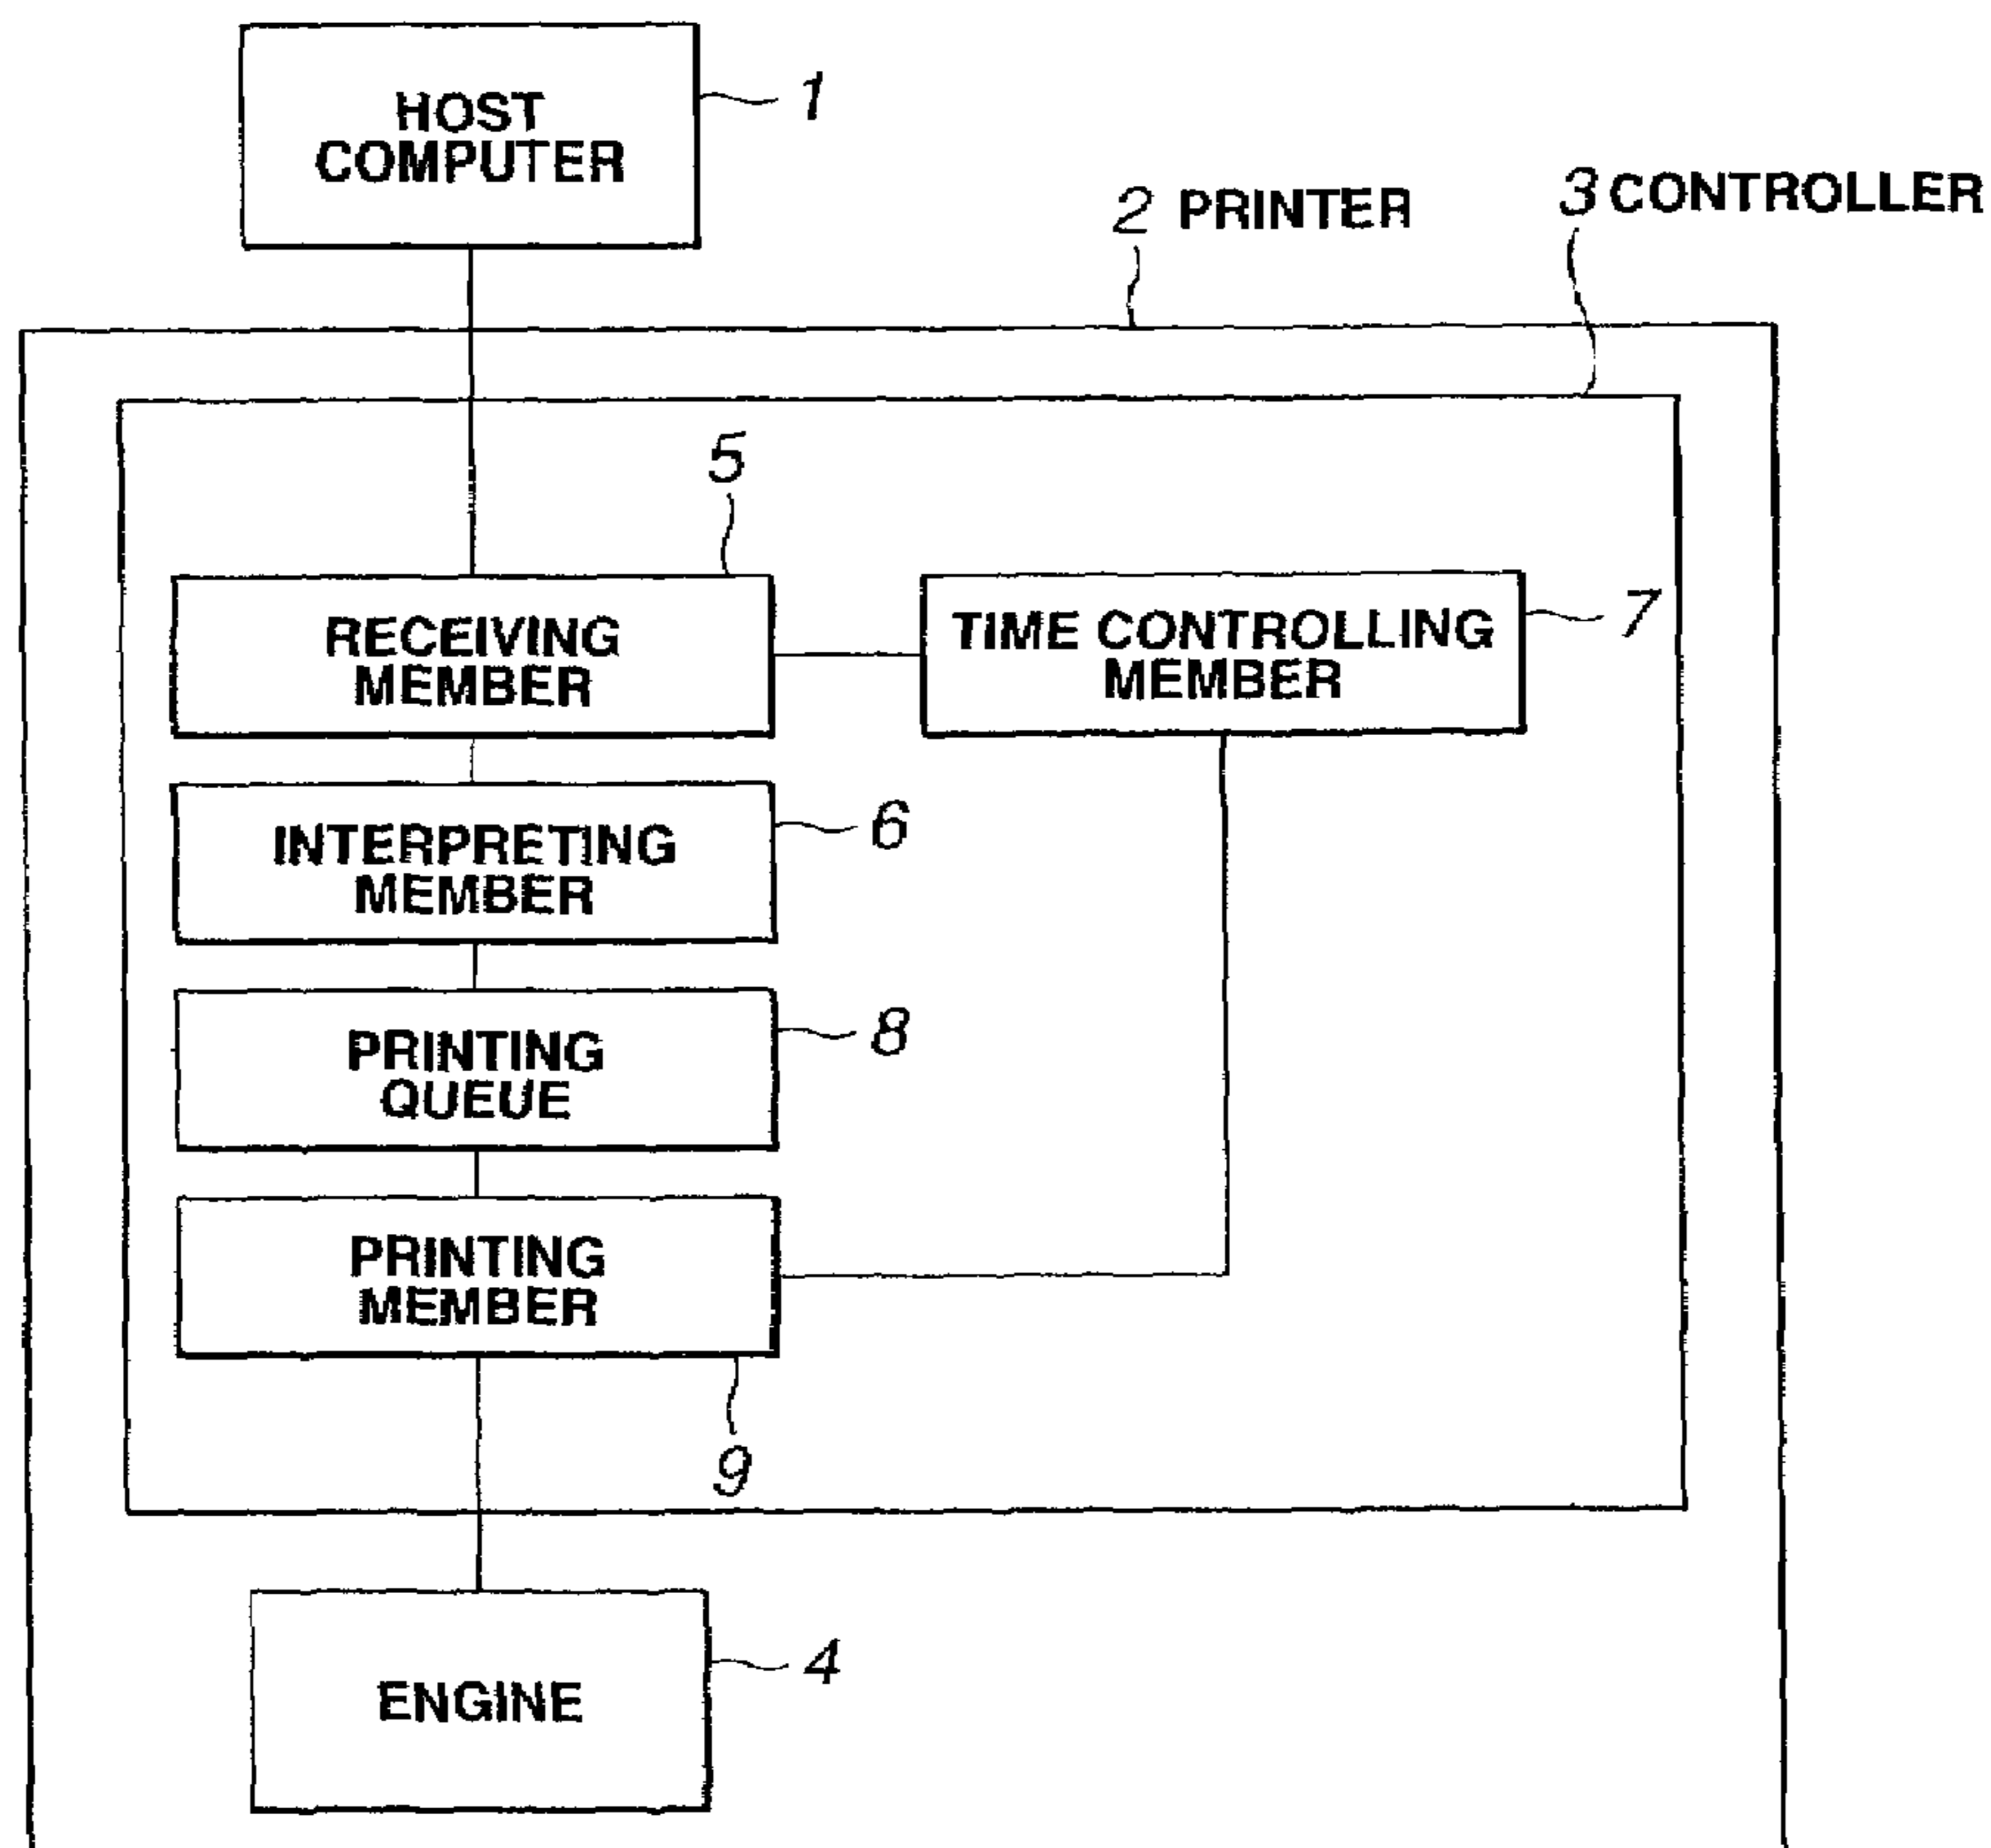 HOST
COMPUTER
1
2 PRINTER
3 CONTROLLER
5
RECEIVING
MEMBER
TIME CONTROLLING
MEMBER
7
INTERPRETING
MEMBER
6
PRINTING
QUEUE
8
PRINTING
MEMBER
9
ENGINE
4